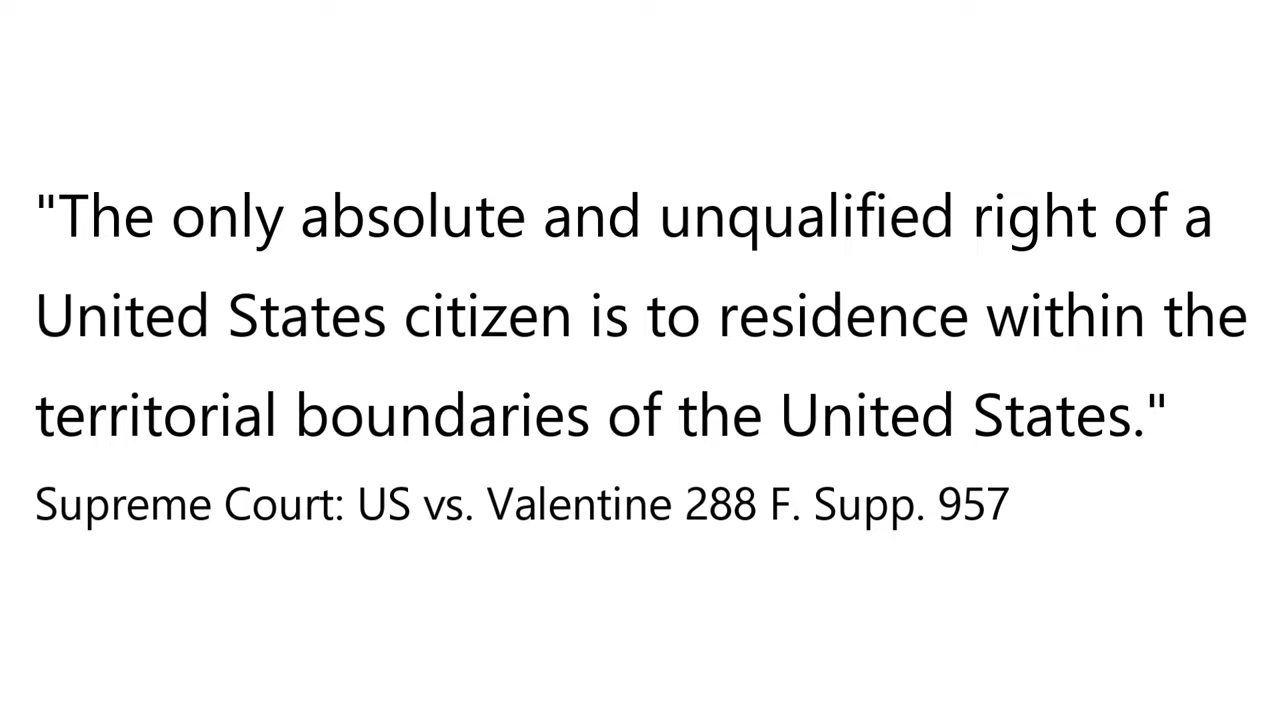 "The only absolute and unqualified right of a
United States citizen is to residence within the
territorial boundaries of the United States."
Supreme Court: US vs. Valentine 288 F. Supp. 957